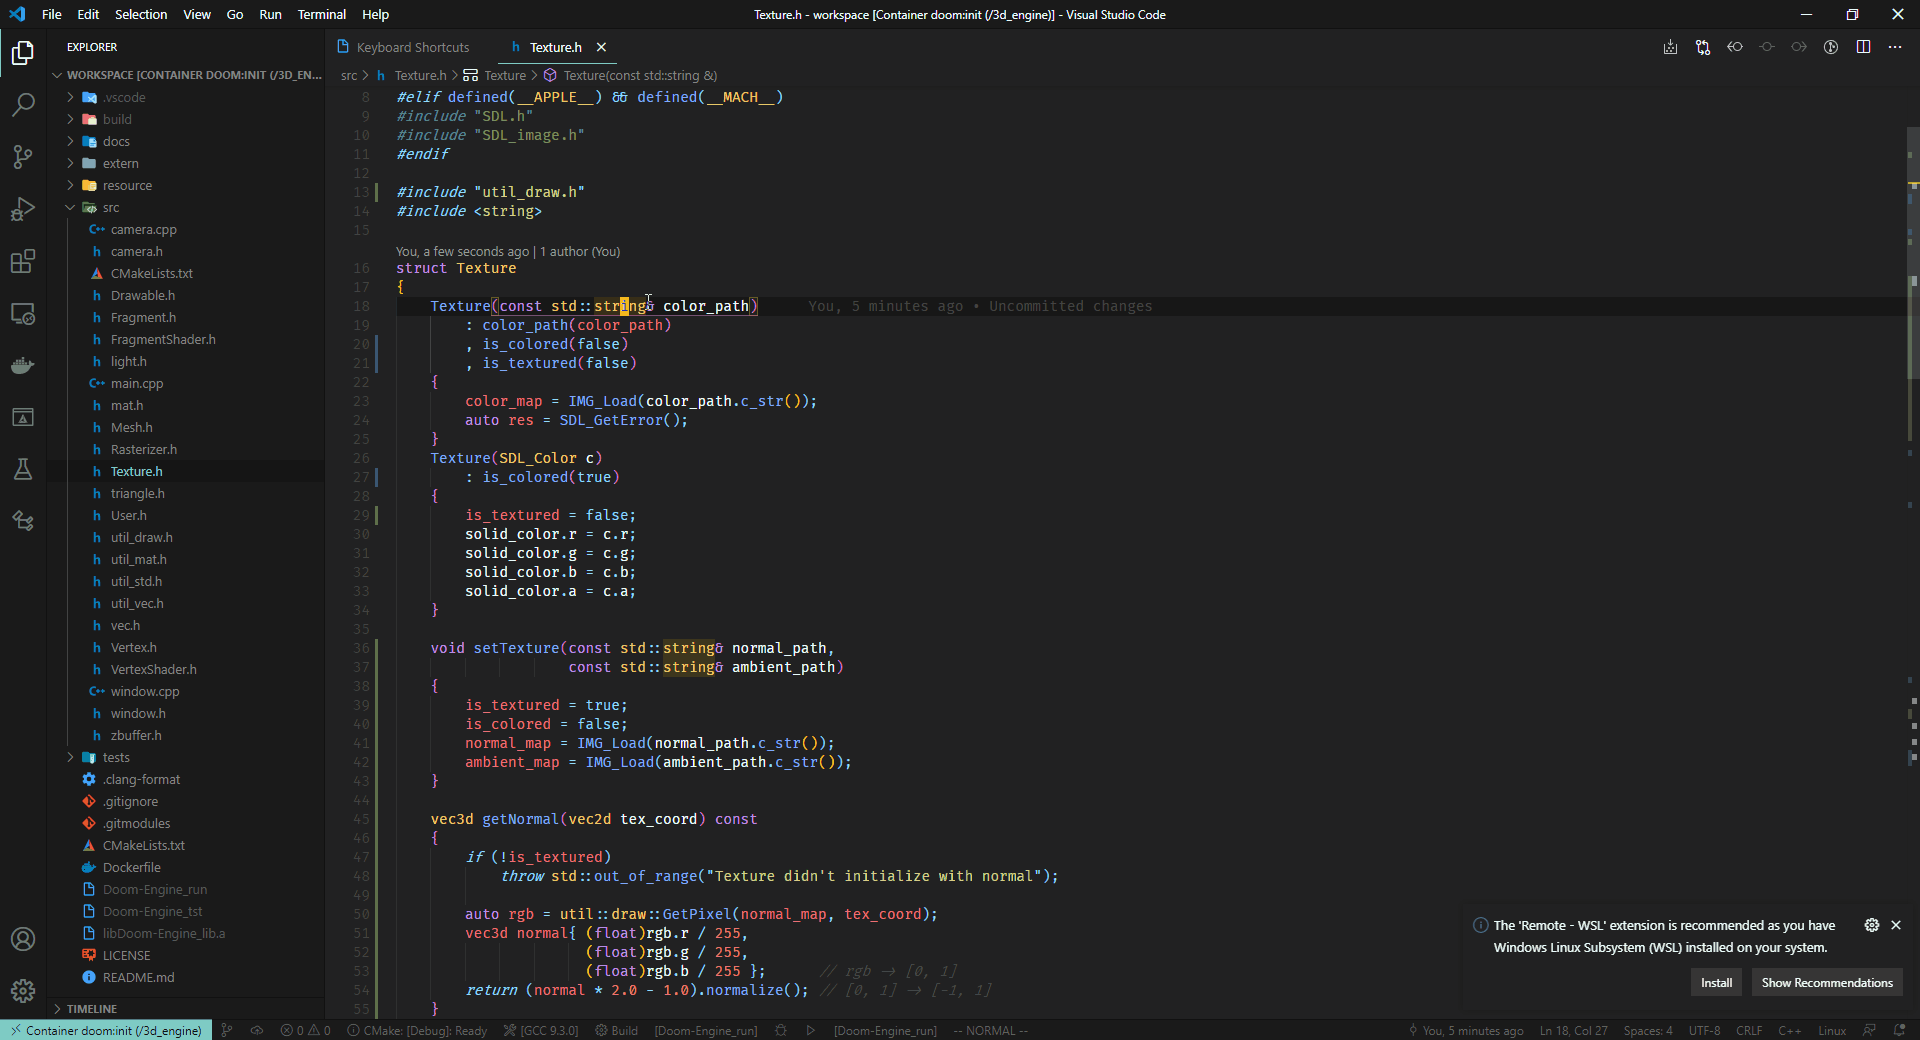 File Edit Selection View Go Run Terminal Help
Texture.h - workspace [Container doom:init (/3d_engine)] - Visual Studio Code
EXPLORER
WORKSPACE [CONTAINER DOOM:INIT (/3D_EN...
.vscode
build
docs
extern
resource
src
camera.cpp
camera.h
CMakeLists.txt
Drawable.h
Fragment.h
FragmentShader.h
light.h
main.cpp
mat.h
Mesh.h
Rasterizer.h
Texture.h
triangle.h
User.h
util_draw.h
util_mat.h
util_std.h
util_vec.h
vec.h
Vertex.h
VertexShader.h
window.cpp
window.h
zbuffer.h
tests
.clang-format
.gitignore
.gitmodules
CMakeLists.txt
Dockerfile
Doom-Engine_run
Doom-Engine_tst
libDoom-Engine_lib.a
LICENSE
README.md
TIMELINE
Keyboard Shortcuts
Texture.h
src > Texture.h > Texture > Texture(const std::string &)
8 #elif defined(__APPLE__) && defined(__MACH__)
9 #include "SDL.h"
10 #include "SDL_image.h"
11 #endif
12
13 #include "util_draw.h"
14 #include <string>
15
You, a few seconds ago | 1 author (You)
16 struct Texture
17 {
18 Texture(const std::string& color_path) You, 5 minutes ago • Uncommitted changes
19 : color_path(color_path)
20 , is_colored(false)
21 , is_textured(false)
22 {
23 color_map = IMG_Load(color_path.c_str());
24 auto res = SDL_GetError();
25 }
26 Texture(SDL_Color c)
27 : is_colored(true)
28 {
29 is_textured = false;
30 solid_color.r = c.r;
31 solid_color.g = c.g;
32 solid_color.b = c.b;
33 solid_color.a = c.a;
34 }
35
36 void setTexture(const std::string& normal_path,
37 const std::string& ambient_path)
38 {
39 is_textured = true;
40 is_colored = false;
41 normal_map = IMG_Load(normal_path.c_str());
42 ambient_map = IMG_Load(ambient_path.c_str());
43 }
44
45 vec3d getNormal(vec2d tex_coord) const
46 {
47 if (!is_textured)
48 throw std::out_of_range("Texture didn't initialize with normal");
49
50 auto rgb = util::draw::GetPixel(normal_map, tex_coord);
51 vec3d normal{ (float)rgb.r / 255,
52 (float)rgb.g / 255,
53 (float)rgb.b / 255 }; // rgb -> [0, 1]
54 return (normal * 2.0 - 1.0).normalize(); // [0, 1] -> [-1, 1]
55 }
The 'Remote - WSL' extension is recommended as you have
Windows Linux Subsystem (WSL) installed on your system.
Install Show Recommendations
Container doom:init (/3d_engine) 0 0 CMake: [Debug]: Ready [GCC 9.3.0] Build [Doom-Engine_run] [Doom-Engine_run] -- NORMAL -- You, 5 minutes ago Ln 18, Col 27 Spaces: 4 UTF-8 CRLF C++ Linux